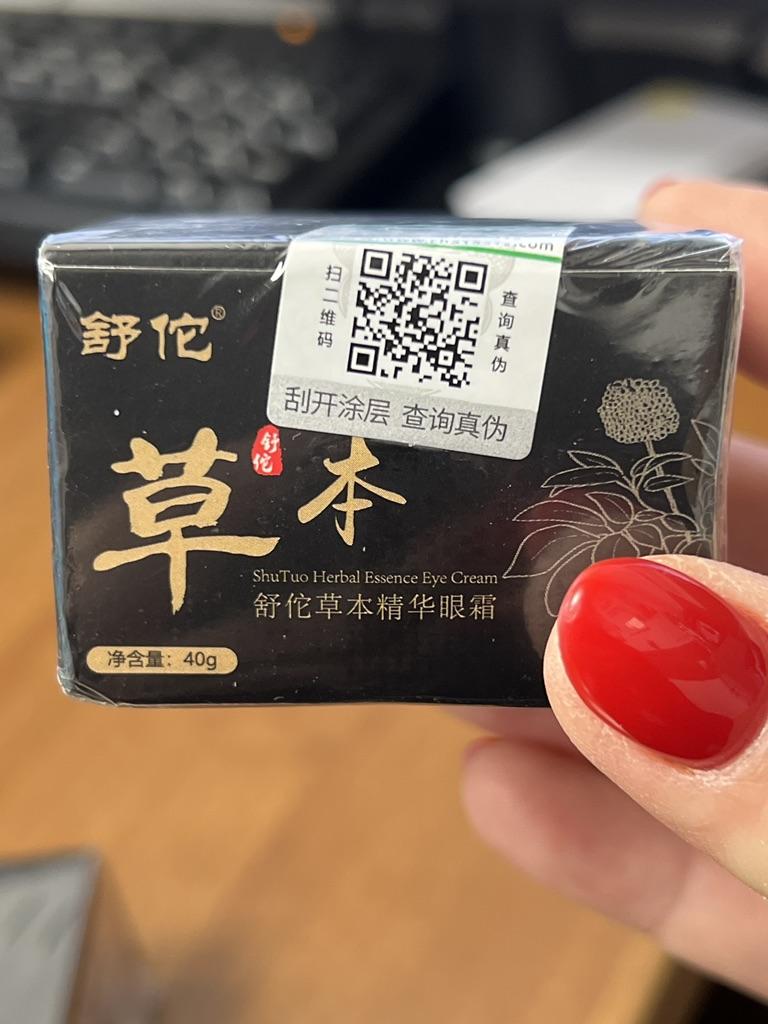 扫二维码
查询真伪
刮开涂层 查询真伪
舒佗®
草本
舒佗
ShuTuo Herbal Essence Eye Cream
舒佗草本精华眼霜
净含量：40g